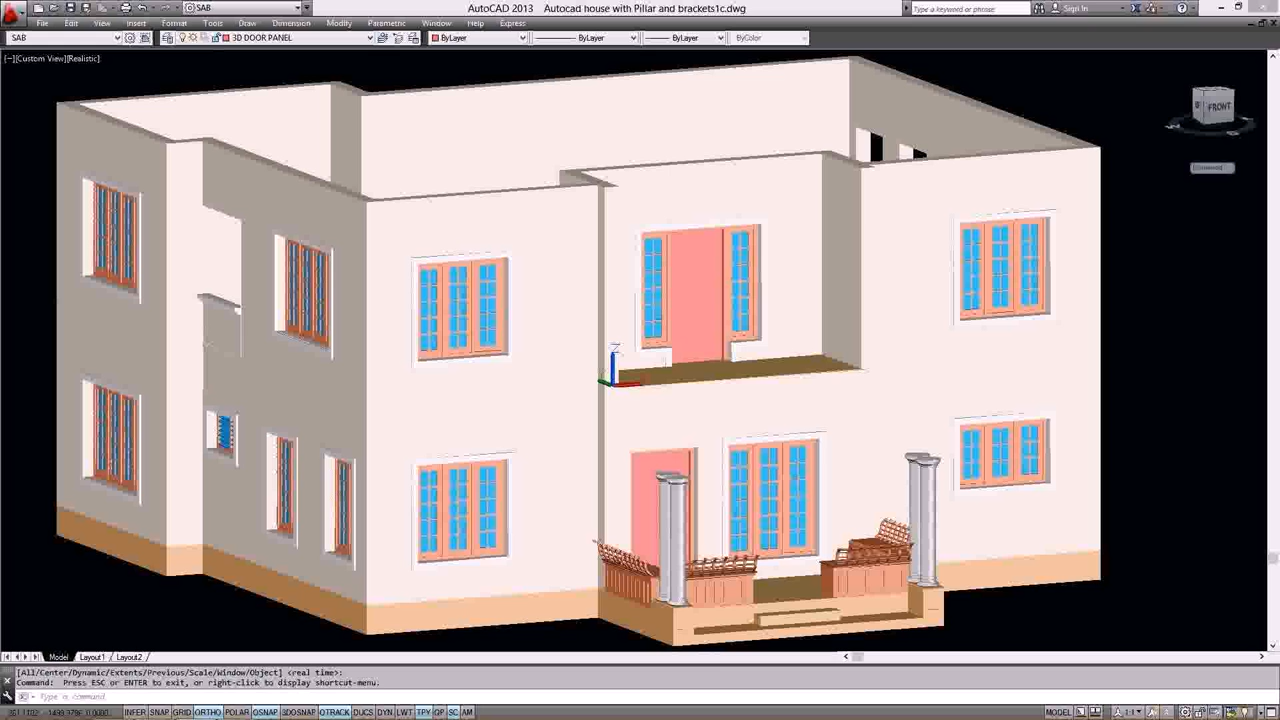 SAB
AutoCAD 2013 Autocad house with Pillar and brackets1c.dwg
Type a keyword or phrase
Sign In
File Edit View Insert Format Tools Draw Dimension Modify Parametric Window Help Express
SAB
3D DOOR PANEL
ByLayer
ByLayer
ByLayer
ByColor
[−][Custom View][Realistic]
FRONT
Z
Model Layout1 Layout2
[All/Center/Dynamic/Extents/Previous/Scale/Window/Object] <real time>:
Command: Press ESC or ENTER to exit, or right-click to display shortcut-menu.
Type a command
INFER SNAP GRID ORTHO POLAR OSNAP 3DOSNAP OTRACK DUCS DYN LWT TPY QP SC AM
MODEL
1:1